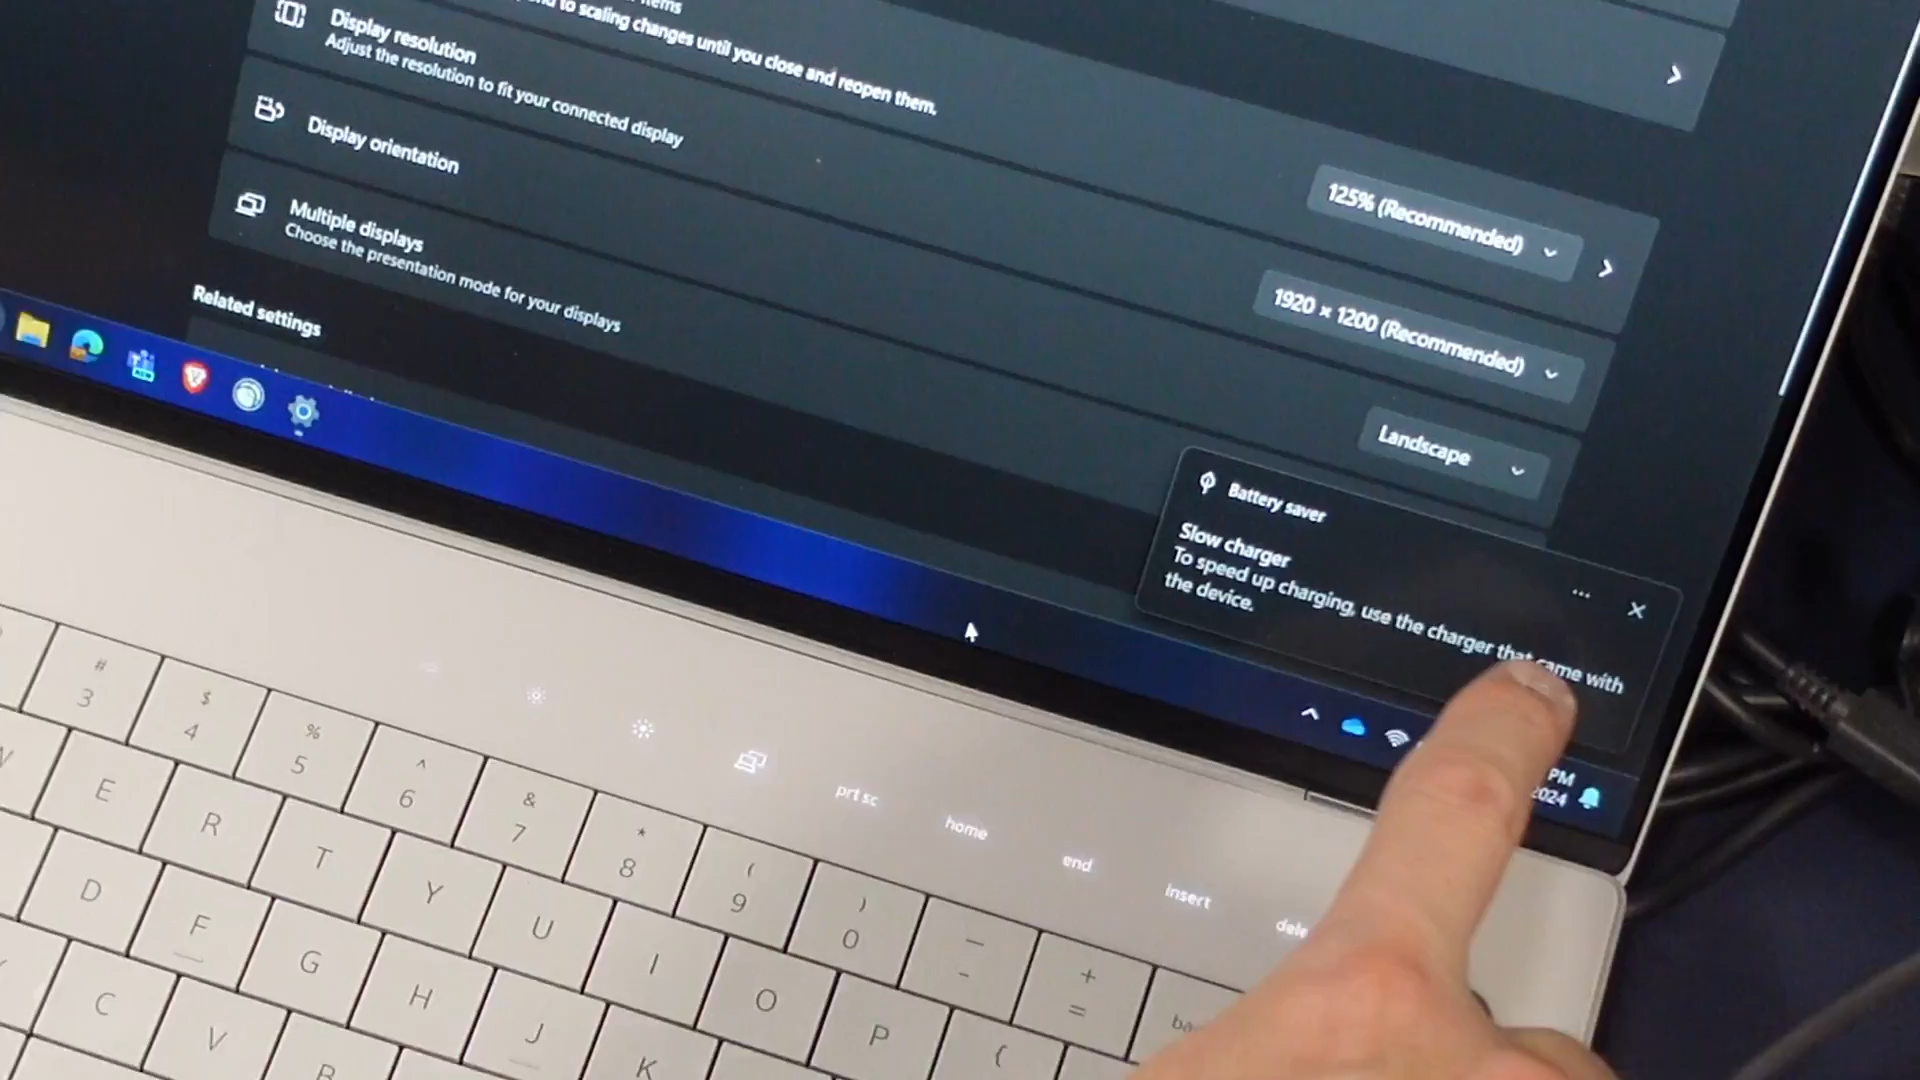 items
to scaling changes until you close and reopen them.
125% (Recommended)
Display resolution
Adjust the resolution to fit your connected display
1920 × 1200 (Recommended)
Display orientation
Landscape
Multiple displays
Choose the presentation mode for your displays
Related settings
Battery saver
Slow charger
To speed up charging, use the charger that came with
the device.
PM
2024
prt sc
home
end
insert
dele
# 3
$ 4
% 5
^ 6
& 7
* 8
( 9
) 0
— -
+ =
E R T Y U I O P {
D F G H J K
C V B